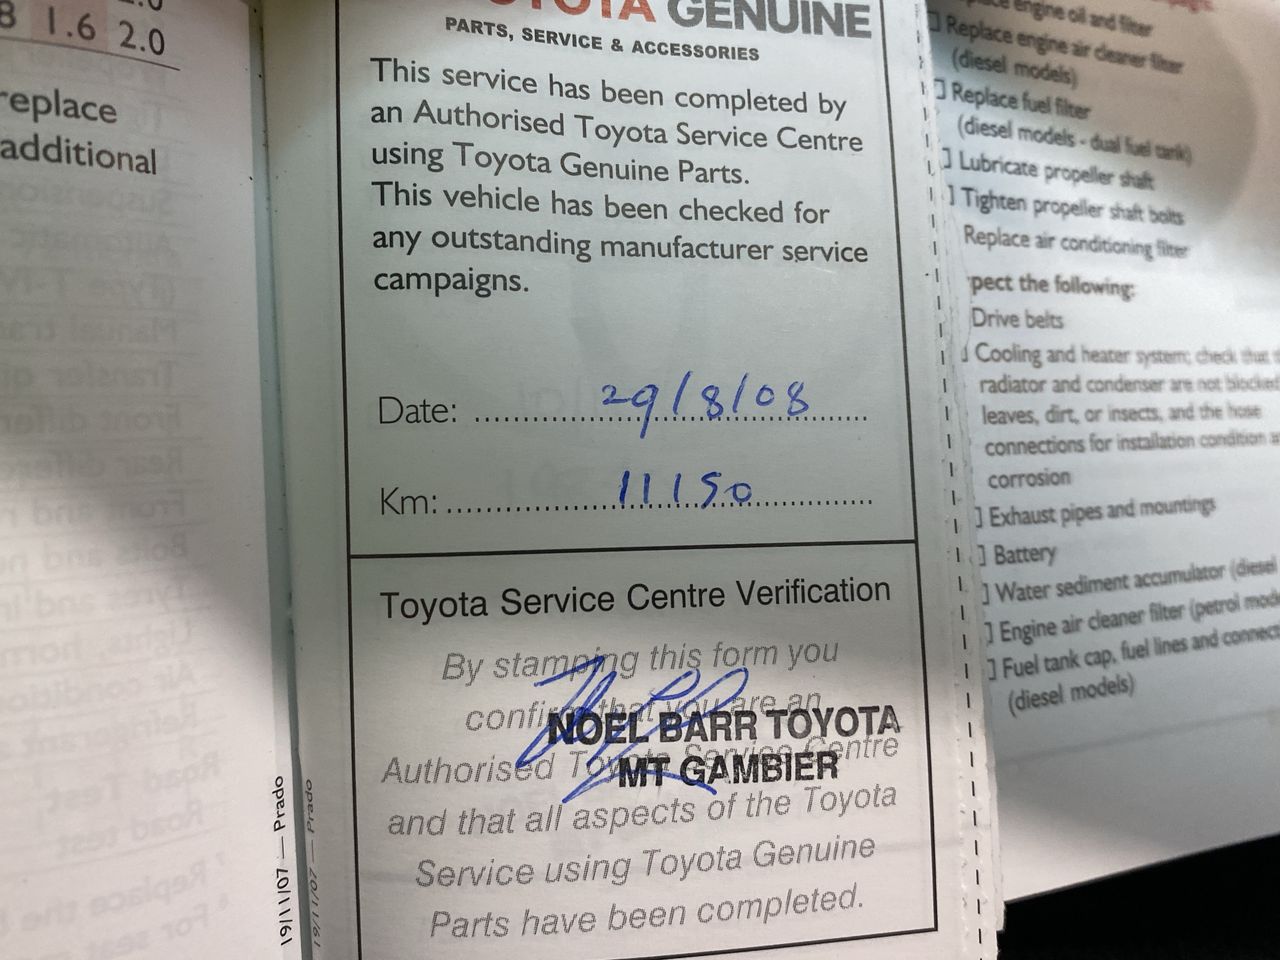 1.6 2.0
replace
additional
TOYOTA GENUINE
PARTS, SERVICE & ACCESSORIES
This service has been completed by
an Authorised Toyota Service Centre
using Toyota Genuine Parts.
This vehicle has been checked for
any outstanding manufacturer service
campaigns.
Date: 29/8/08
Km: 11150
Toyota Service Centre Verification
By stamping this form you
confirm that you are an
Authorised Toyota Service Centre
and that all aspects of the Toyota
Service using Toyota Genuine
Parts have been completed.
NOEL BARR TOYOTA
MT GAMBIER
19/11/07 — Prado
19/11/07 — Prado
engine oil and filter
Replace engine air cleaner filter
(diesel models)
Replace fuel filter
(diesel models - dual fuel tank)
Lubricate propeller shaft
Tighten propeller shaft bolts
Replace air conditioning filter
pect the following:
Drive belts
Cooling and heater system; check that
radiator and condenser are not blocked
leaves, dirt, or insects, and the hose
connections for installation condition
corrosion
Exhaust pipes and mountings
Battery
Water sediment accumulator (diesel
Engine air cleaner filter (petrol
Fuel tank cap, fuel lines and
(diesel models)